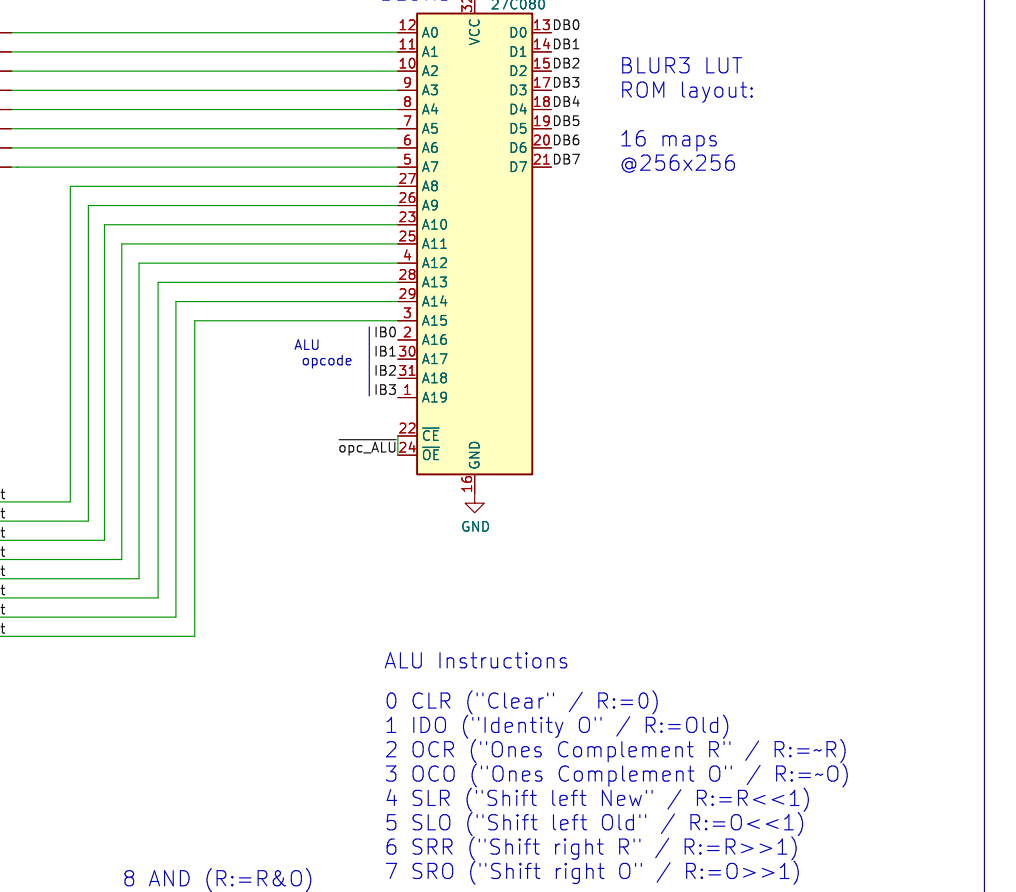 27C080
32
VCC
12 A0 D0 13 DB0
11 A1 D1 14 DB1
10 A2 D2 15 DB2
9 A3 D3 17 DB3
8 A4 D4 18 DB4
7 A5 D5 19 DB5
6 A6 D6 20 DB6
5 A7 D7 21 DB7
27 A8
26 A9
23 A10
25 A11
4 A12
28 A13
29 A14
3 A15
IB0 2 A16
IB1 30 A17
IB2 31 A18
IB3 1 A19
ALU
opcode
22 CE
opc_ALU 24 OE
GND
16
GND
BLUR3 LUT
ROM layout:
16 maps
@256x256
t
t
t
t
t
t
t
t
ALU Instructions
0 CLR ("Clear" / R:=0)
1 IDO ("Identity O" / R:=Old)
2 OCR ("Ones Complement R" / R:=~R)
3 OCO ("Ones Complement O" / R:=~O)
4 SLR ("Shift left New" / R:=R<<1)
5 SLO ("Shift left Old" / R:=O<<1)
6 SRR ("Shift right R" / R:=R>>1)
7 SRO ("Shift right O" / R:=O>>1)
8 AND (R:=R&O)